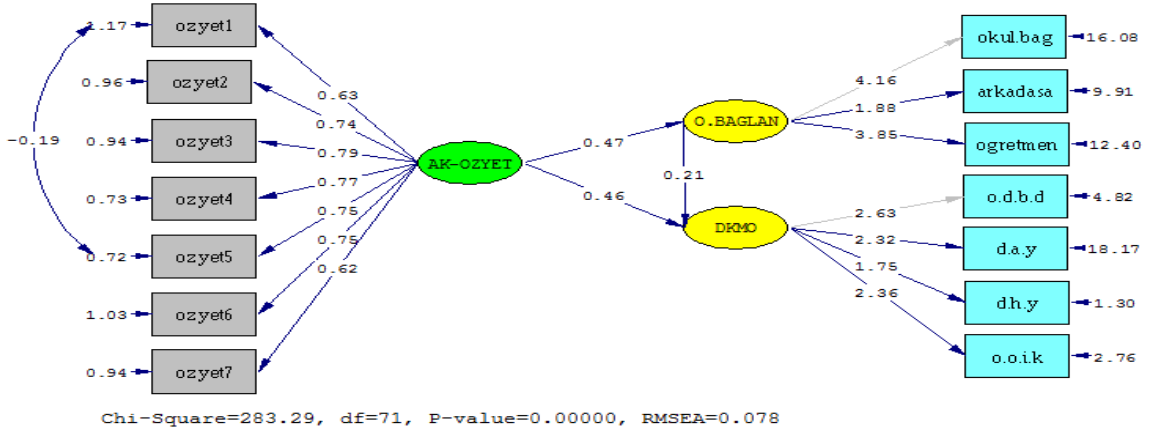 1.17 ozyet1
0.96 ozyet2
0.94 ozyet3
0.73 ozyet4
0.72 ozyet5
1.03 ozyet6
0.94 ozyet7
-0.19
0.63
0.74
0.79
0.77
0.75
0.75
0.62
AK-OZYET
0.47
0.46
O.BAGLAN
0.21
DKMO
4.16
1.88
3.85
2.63
2.32
1.75
2.36
okul.bag 16.08
arkadasa 9.91
ogretmen 12.40
o.d.b.d 4.82
d.a.y 18.17
d.h.y 1.30
o.o.i.k 2.76
Chi-Square=283.29, df=71, P-value=0.00000, RMSEA=0.078